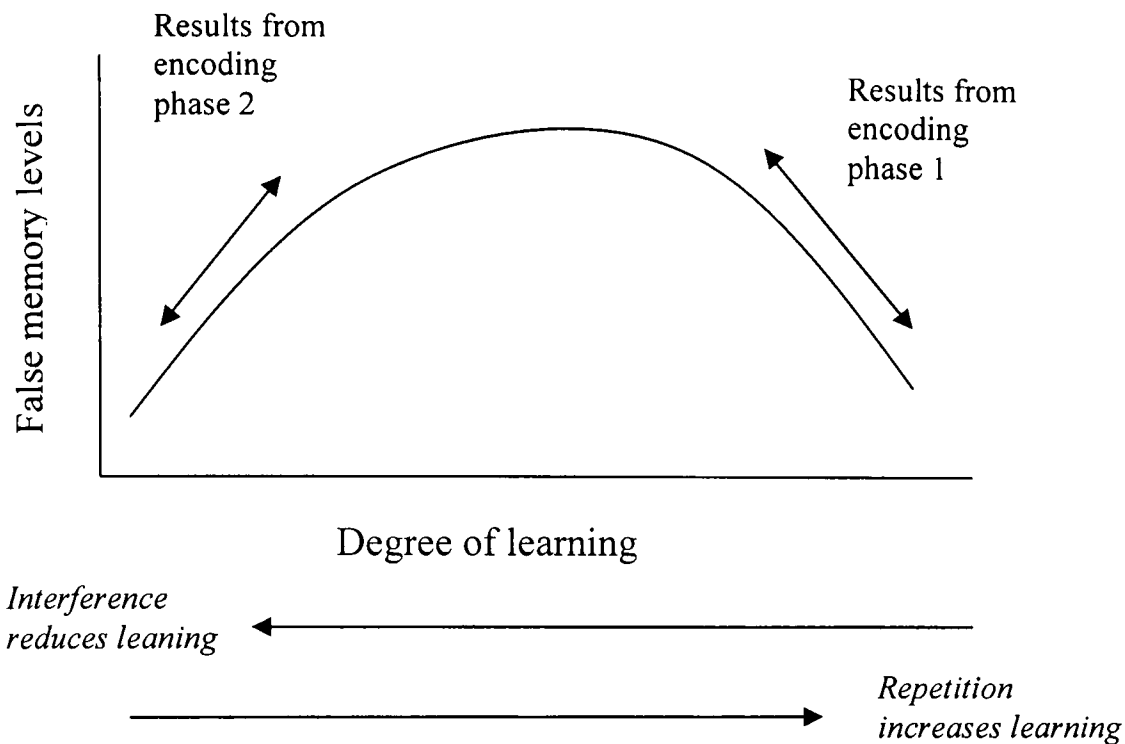 Results from
encoding
phase 2
Results from
encoding
phase 1
False memory levels
Degree of learning
Interference
reduces leaning
Repetition
increases learning